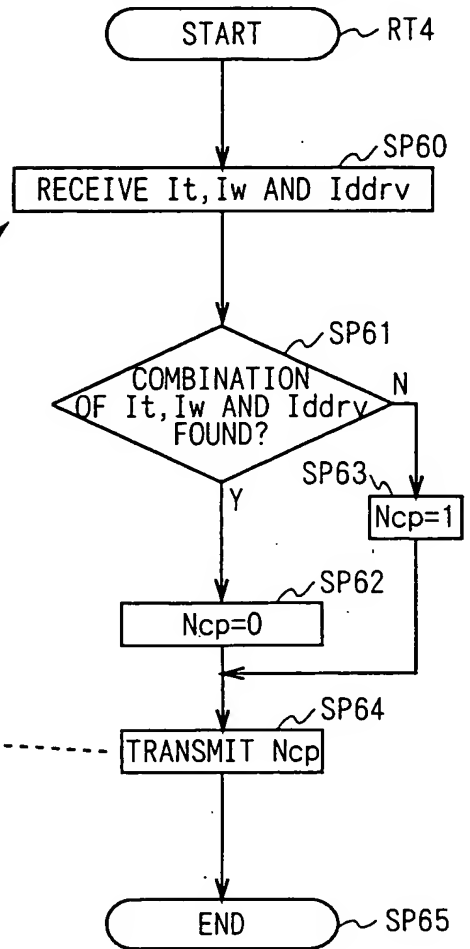 START
RT4
SP60
RECEIVE It,Iw AND Iddrv
SP61
COMBINATION
OF It,Iw AND Iddrv
FOUND?
N
SP63
Ncp=1
Y
SP62
Ncp=0
SP64
TRANSMIT Ncp
END
SP65